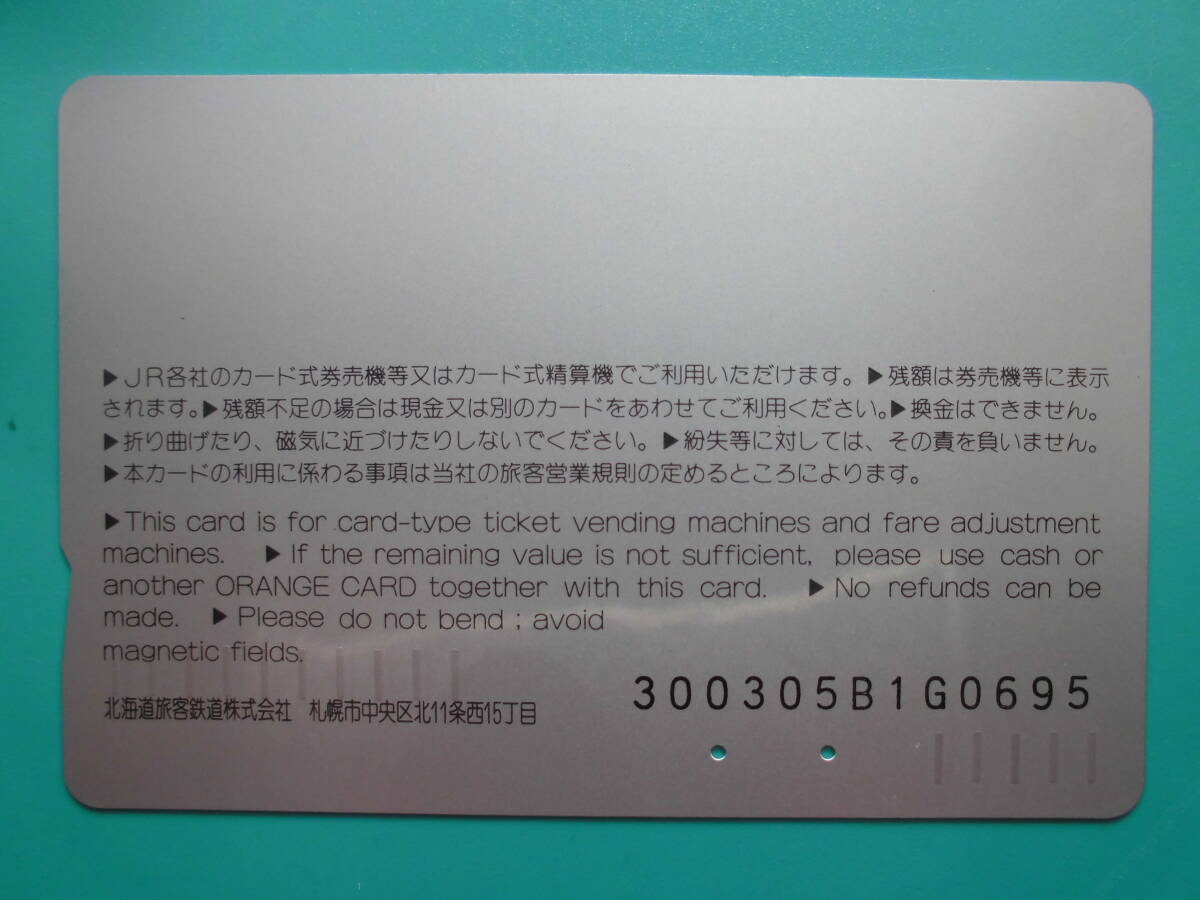 ▶JR各社のカード式券売機等又はカード式精算機でご利用いただけます。▶残額は券売機等に表示
されます。▶残額不足の場合は現金又は別のカードをあわせてご利用ください。▶換金はできません。
▶折り曲げたり、磁気に近づけたりしないでください。▶紛失等に対しては、その責を負いません。
▶本カードの利用に係わる事項は当社の旅客営業規則の定めるところによります。
▶This card is for card-type ticket vending machines and fare adjustment
machines. ▶If the remaining value is not sufficient, please use cash or
another ORANGE CARD together with this card. ▶No refunds can be
made. ▶Please do not bend ; avoid
magnetic fields.
300305B1G0695
北海道旅客鉄道株式会社 札幌市中央区北11条西15丁目